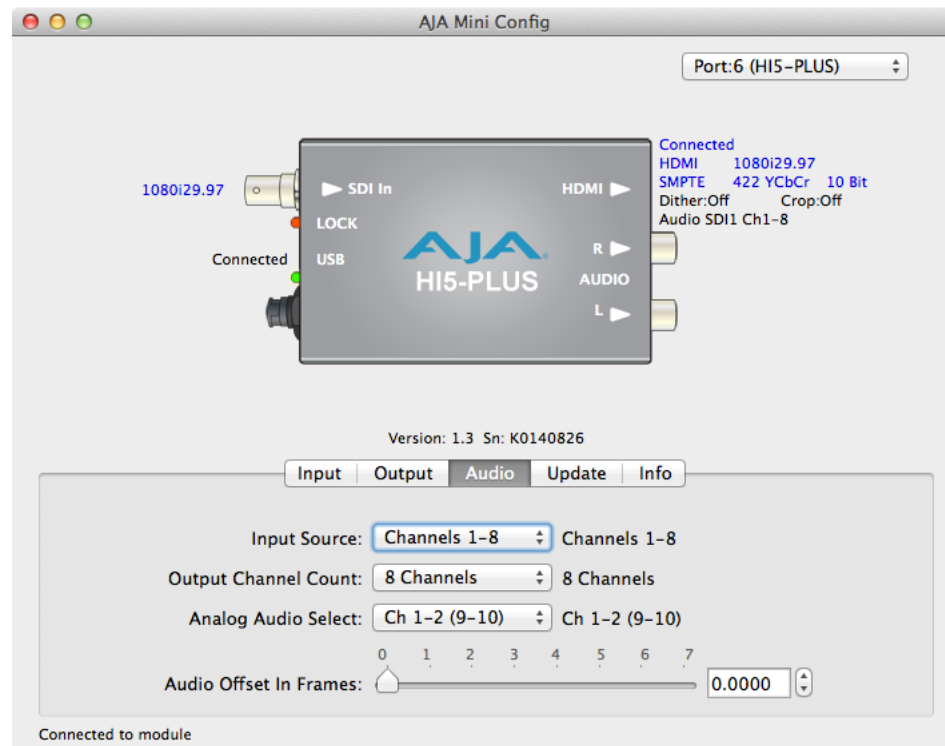 AJA Mini Config
Port:6 (HI5-PLUS)
Connected
HDMI 1080i29.97
SMPTE 422 YCbCr 10 Bit
Dither:Off Crop:Off
Audio SDI1 Ch1-8
1080i29.97
SDI In
HDMI
LOCK
Connected
USB
AJA
HI5-PLUS
R
AUDIO
L
Version: 1.3 Sn: K0140826
Input Output Audio Update Info
Input Source: Channels 1-8 Channels 1-8
Output Channel Count: 8 Channels 8 Channels
Analog Audio Select: Ch 1-2 (9-10) Ch 1-2 (9-10)
0 1 2 3 4 5 6 7
Audio Offset In Frames: 0.0000
Connected to module